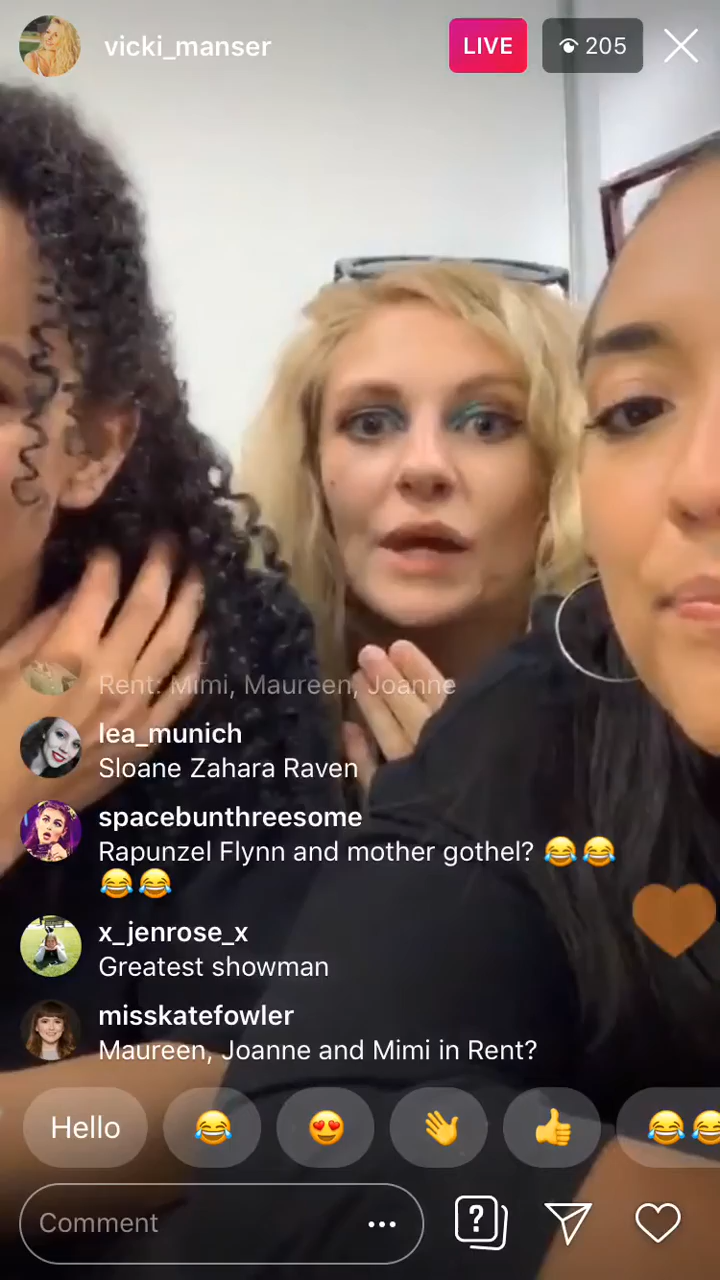 vicki_manser
LIVE
205
Rent: Mimi, Maureen, Joanne
lea_munich
Sloane Zahara Raven
spacebunthreesome
Rapunzel Flynn and mother gothel? 😂😂
😂😂
x_jenrose_x
Greatest showman
misskatefowler
Maureen, Joanne and Mimi in Rent?
Hello 😂 😍 👋 👍 😂😂
Comment
?